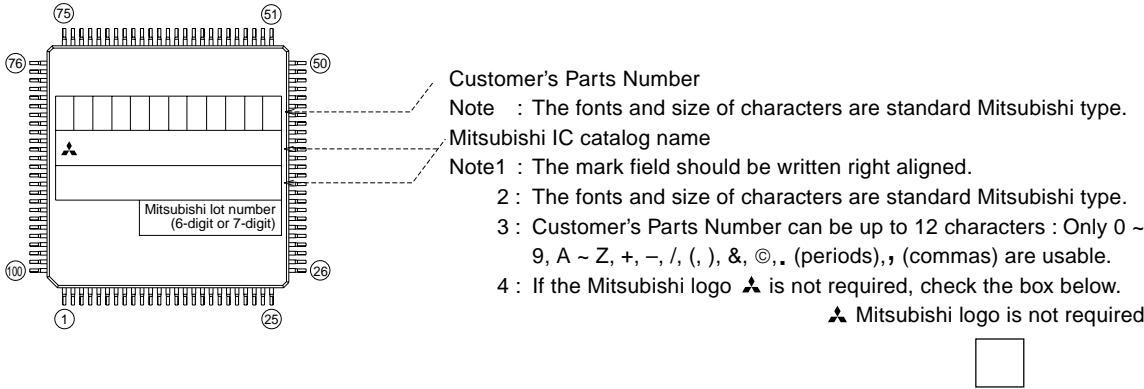 75
51
76
50
Mitsubishi lot number
(6-digit or 7-digit)
100
26
1
25
Customer's Parts Number
Note : The fonts and size of characters are standard Mitsubishi type.
Mitsubishi IC catalog name
Note1 : The mark field should be written right aligned.
2 : The fonts and size of characters are standard Mitsubishi type.
3 : Customer's Parts Number can be up to 12 characters : Only 0 ~
9, A ~ Z, +, –, /, (, ), &, ©, . (periods), , (commas) are usable.
4 : If the Mitsubishi logo is not required, check the box below.
Mitsubishi logo is not required